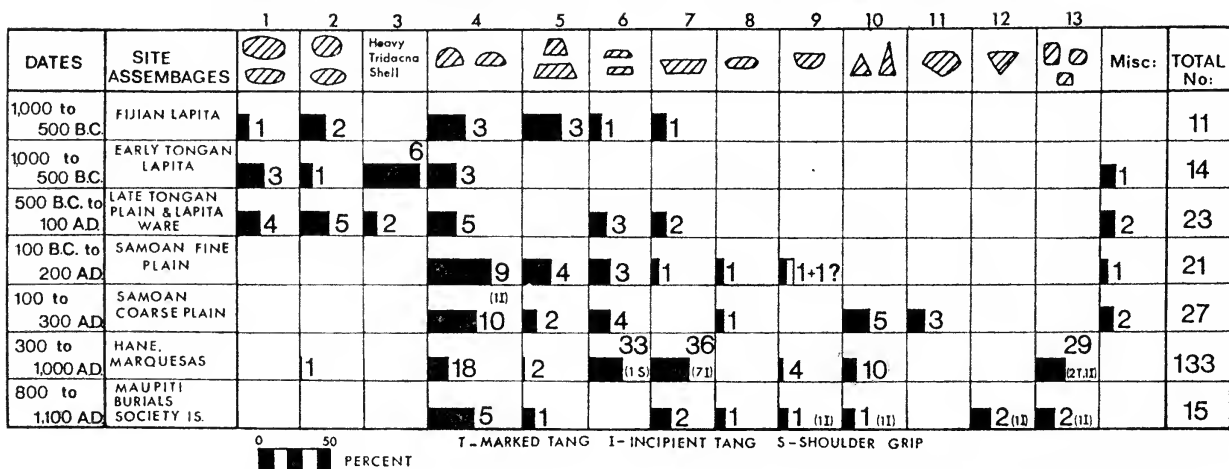 1 2 3 4 5 6 7 8 9 10 11 12 13
DATES SITE ASSEMBAGES Heavy Tridacna Shell Misc: TOTAL No:
1,000 to 500 B.C. FIJIAN LAPITA 1 2 3 3 1 1 11
1,000 to 500 B.C. EARLY TONGAN LAPITA 3 1 6 3 1 14
500 B.C. to 100 A.D. LATE TONGAN PLAIN & LAPITA WARE 4 5 2 5 3 2 2 23
100 B.C. to 200 A.D. SAMOAN FINE PLAIN 9 4 3 1 1 1+1? 1 21
100 to 300 A.D. SAMOAN COARSE PLAIN (1I) 10 2 4 1 5 3 2 27
300 to 1,000 A.D. HANE, MARQUESAS 1 18 2 33 (1 S) 36 (7 I) 4 10 29 (2T,1I) 133
800 to 1,100 A.D. MAUPITI BURIALS SOCIETY IS. 5 1 2 1 1 (1I) 1 (1I) 2 (1I) 2 (1I) 15
0 50 T-MARKED TANG I-INCIPIENT TANG S-SHOULDER GRIP
PERCENT